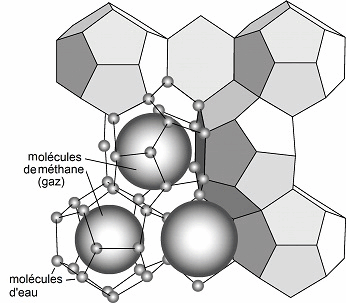 molécules
de méthane
(gaz)
molécules
d'eau